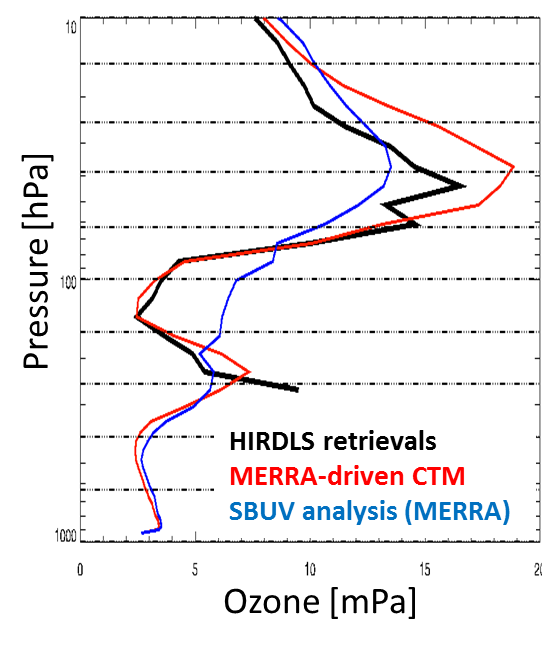 10
100
1000
Pressure [hPa]
HIRDLS retrievals
MERRA-driven CTM
SBUV analysis (MERRA)
0
5
10
15
20
Ozone [mPa]